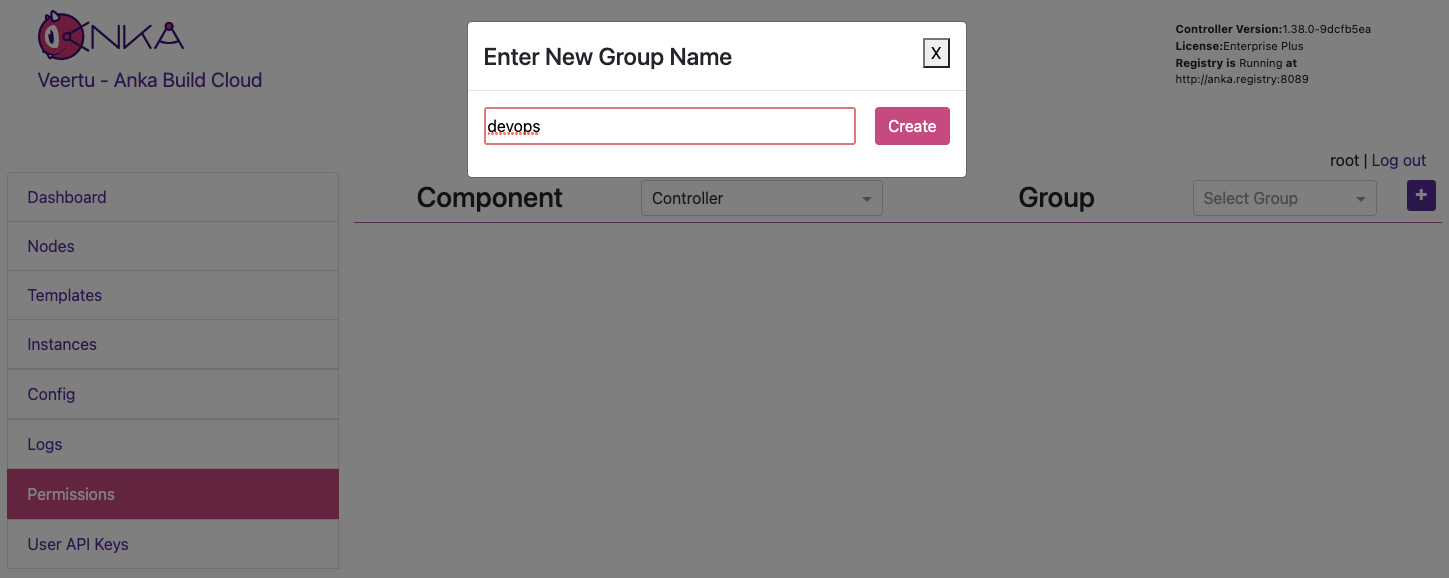 ANKA
Veertu - Anka Build Cloud
Enter New Group Name
X
devops
Create
Controller Version:1.38.0-9dcfb5ea
License:Enterprise Plus
Registry is Running at
http://anka.registry:8089
root | Log out
Component
Controller
Group
Select Group
+
Dashboard
Nodes
Templates
Instances
Config
Logs
Permissions
User API Keys